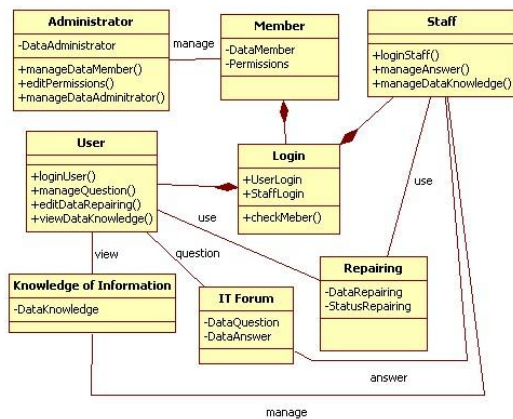 Administrator
-DataAdministrator
+manageDataMember()
+editPermissions()
+manageDataAdminitrator()
manage
Member
-DataMember
-Permissions
Staff
+loginStaff()
+manageAnswer()
+manageDataKnowledge()
User
+loginUser()
+manageQuestion()
+editDataRepairing()
+viewDataKnowledge()
Login
+UserLogin
+StaffLogin
+checkMeber()
use
use
view
question
Knowledge of Information
-DataKnowledge
IT Forum
-DataQuestion
-DataAnswer
Repairing
-DataRepairing
-StatusRepairing
answer
manage